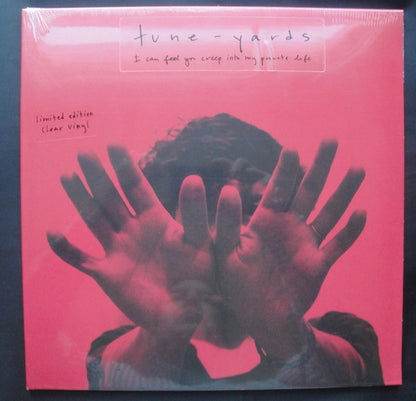 tune-yards
I can feel you creep into my private life
limited edition
clear vinyl